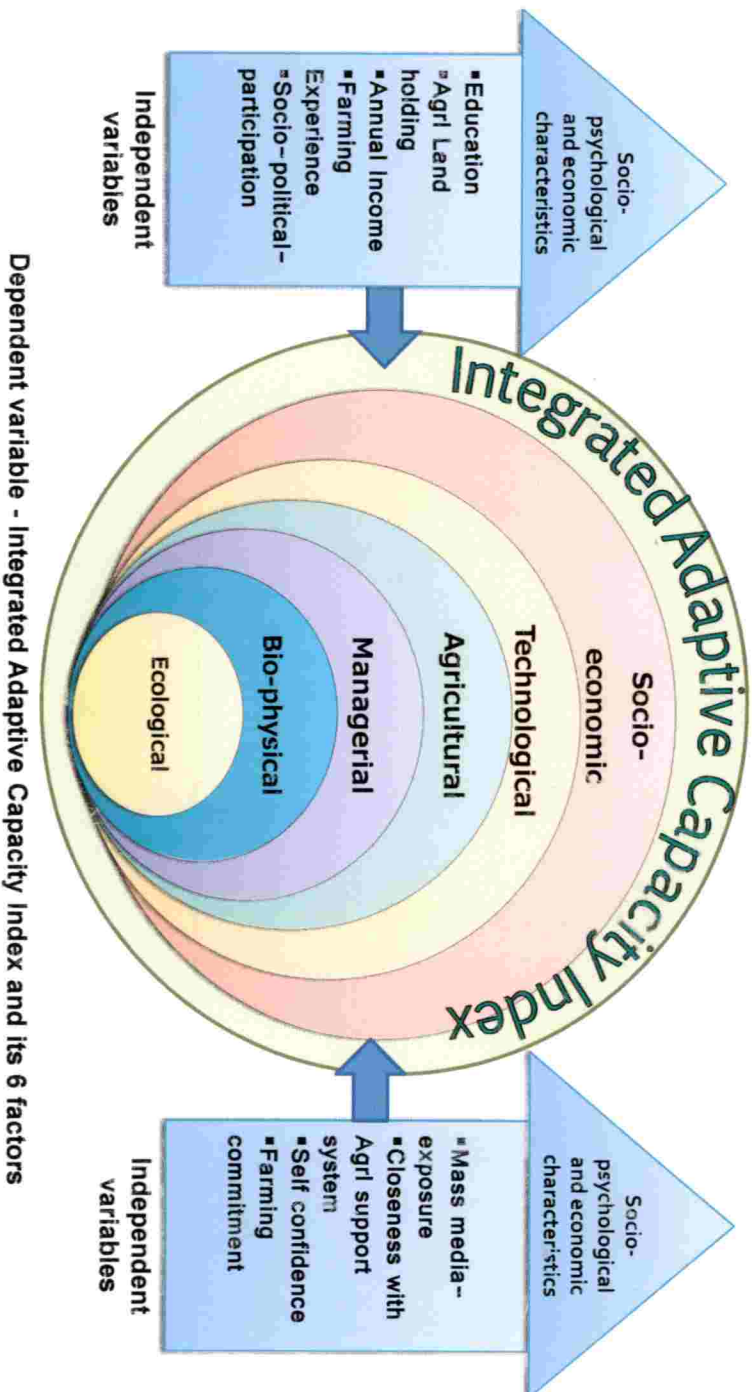 Socio-
psychological
and economic
characteristics
▪Education
▪Agrl Land
holding
▪Annual Income
▪Farming
Experience
▪Socio-political-
participation
Independent
variables
Integrated Adaptive Capacity Index
Socio-
economic
Technological
Agricultural
Managerial
Bio-physical
Ecological
Socio-
psychological
and economic
characteristics
▪Mass media--
exposure
▪Closeness with
Agrl support
system
▪Self confidence
▪Farming
commitment
Independent
variables
Dependent variable - Integrated Adaptive Capacity Index and its 6 factors